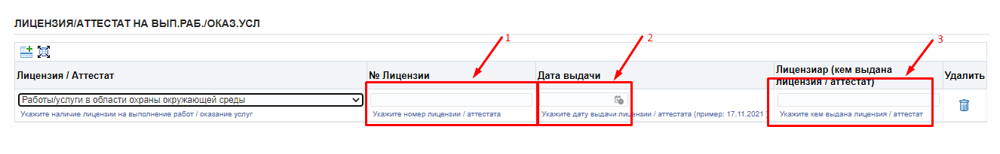 ЛИЦЕНЗИЯ/АТТЕСТАТ НА ВЫП.РАБ./ОКАЗ.УСЛ
1
2
3
Лицензия / Аттестат
№ Лицензии
Дата выдачи
Лицензиар (кем выдана
лицензия / аттестат)
Удалить
Работы/услуги в области охраны окружающей среды
Укажите наличие лицензии на выполнение работ / оказание услуг
Укажите номер лицензии / аттестата
Укажите дату выдачи лицензии / аттестата (пример: 17.11.2021 )
Укажите кем выдана лицензия / аттестат